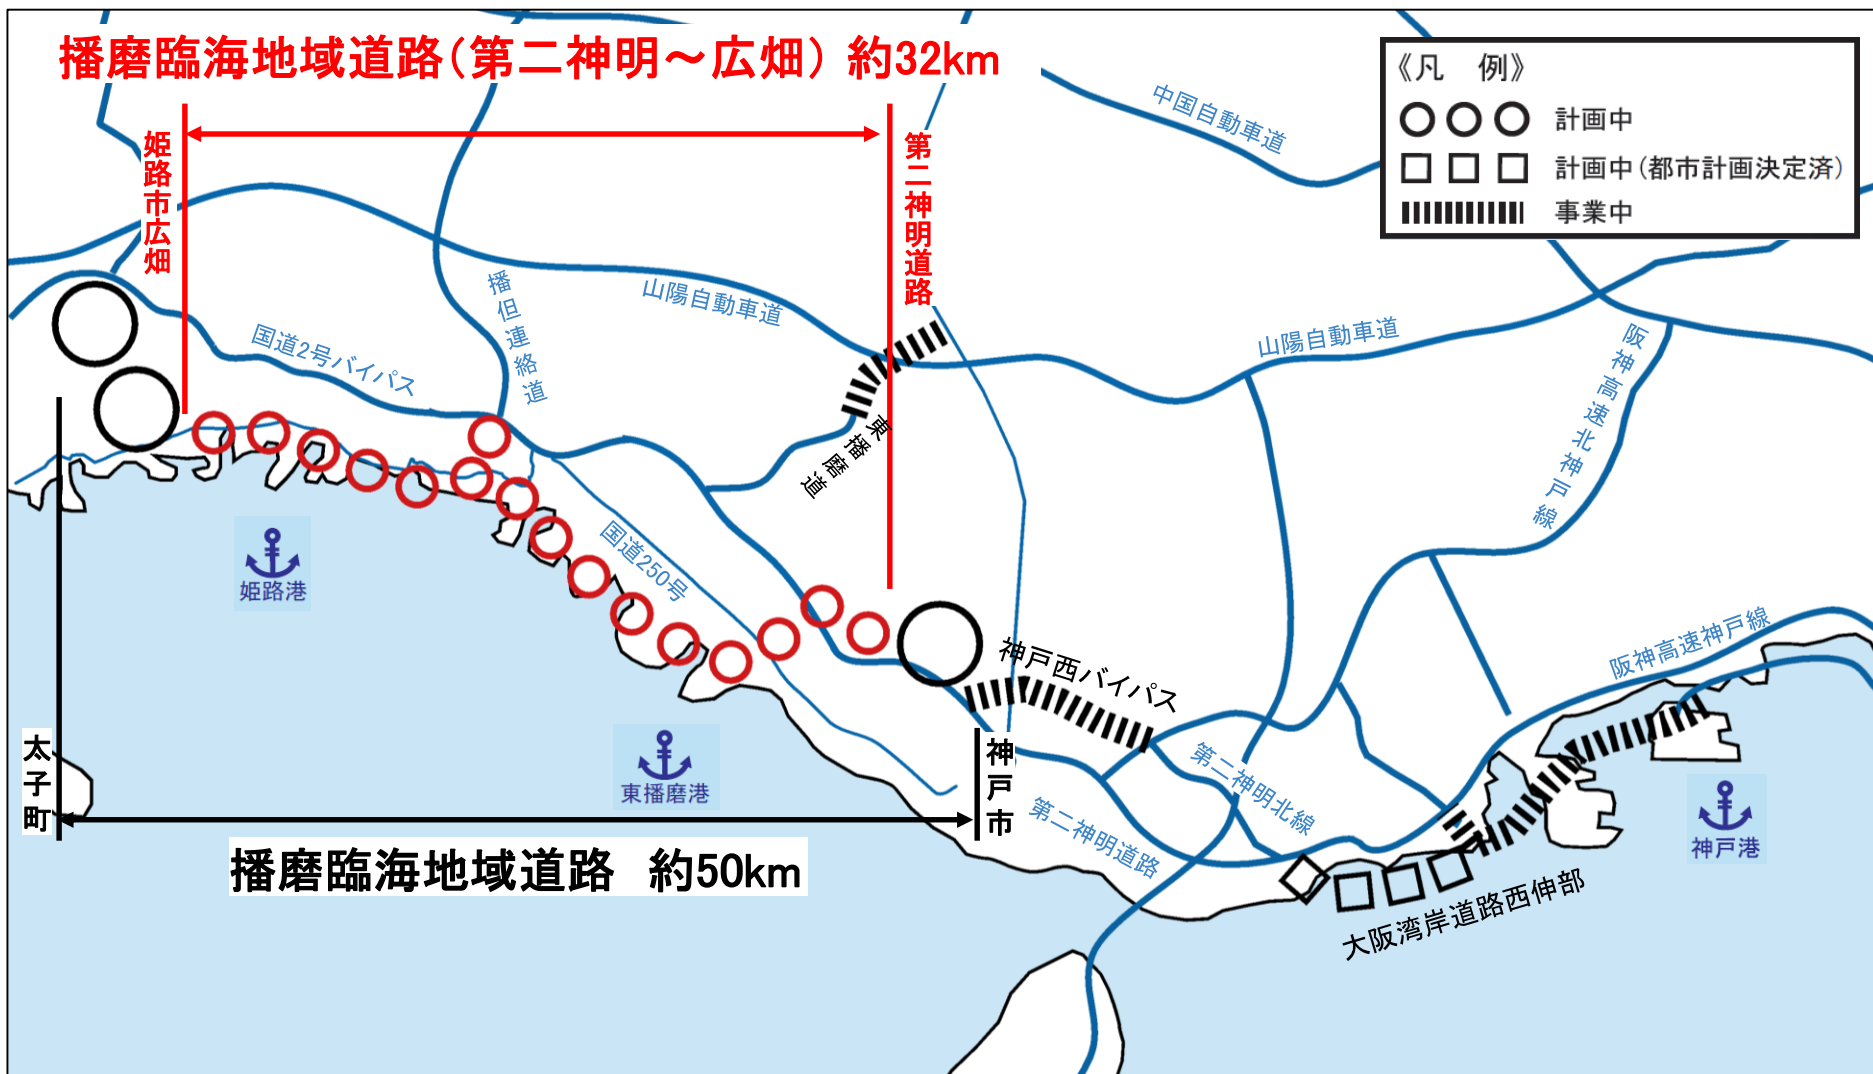 播磨臨海地域道路（第二神明～広畑） 約32km
《凡　例》
計画中
計画中（都市計画決定済）
事業中
姫路市広畑
第二神明道路
中国自動車道
播但連絡道
山陽自動車道
山陽自動車道
国道2号バイパス
阪神高速北神戸線
東播磨道
国道250号
姫路港
神戸西バイパス
阪神高速神戸線
太子町
東播磨港
神戸市
第二神明北線
第二神明道路
神戸港
播磨臨海地域道路　約50km
大阪湾岸道路西伸部